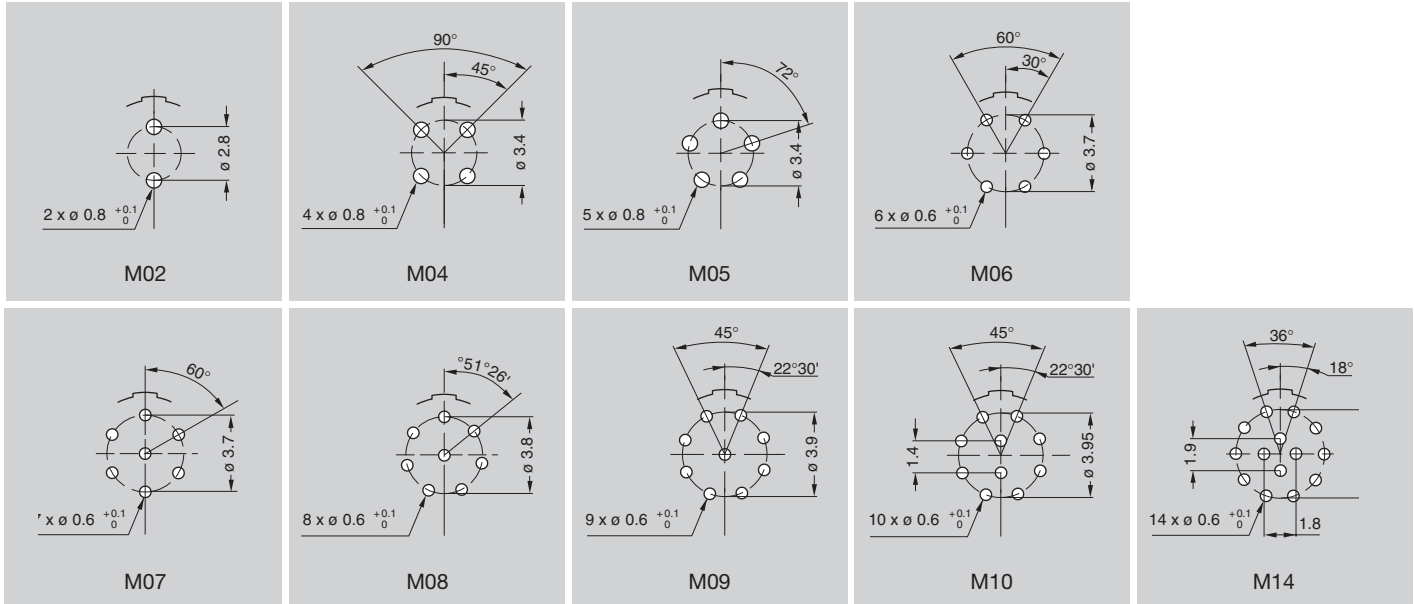 90°
45°
ø 2.8
ø 3.4
2 x ø 0.8 +0.1 0
4 x ø 0.8 +0.1 0
M02
M04
72°
ø 3.4
5 x ø 0.8 +0.1 0
M05
60°
30°
ø 3.7
6 x ø 0.6 +0.1 0
M06
60°
ø 3.7
x ø 0.6 +0.1 0
M07
°51°26'
ø 3.8
8 x ø 0.6 +0.1 0
M08
45°
22°30'
ø 3.9
9 x ø 0.6 +0.1 0
M09
45°
22°30'
1.4
ø 3.95
10 x ø 0.6 +0.1 0
M10
36°
18°
1.9
14 x ø 0.6 +0.1 0
1.8
M14